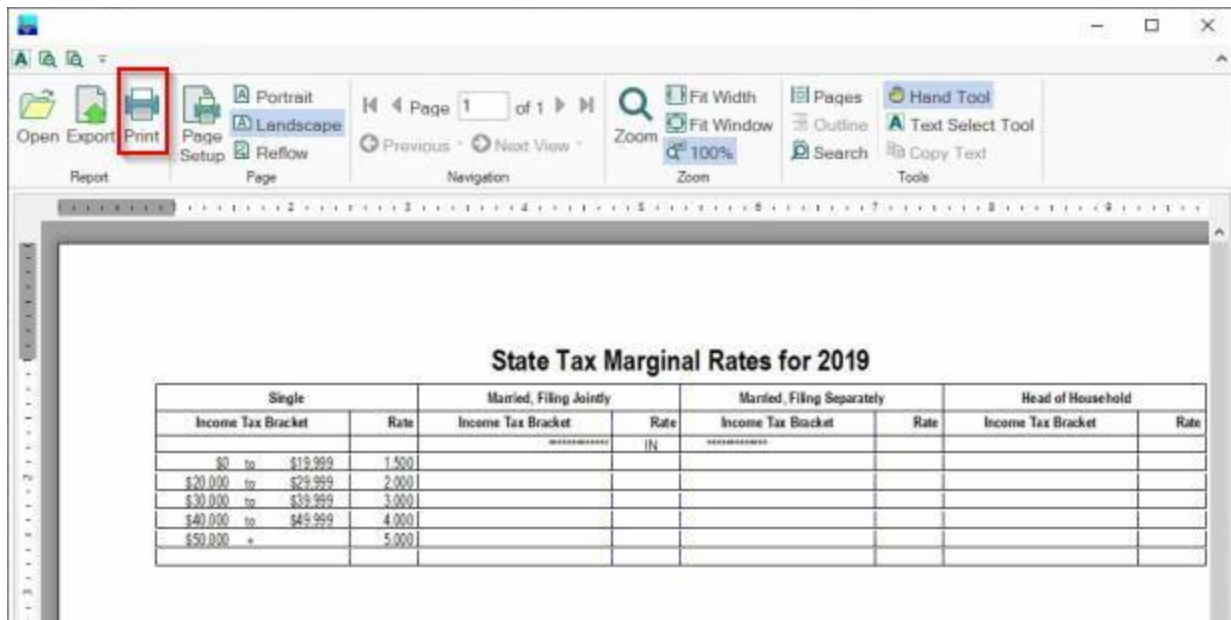 Open Export Print
Page Setup
Portrait
Landscape
Reflow
Page 1 of 1
Previous Next View
Zoom
Fit Width
Fit Window
100%
Pages
Outline
Search
Hand Tool
Text Select Tool
Copy Text
Report Page Navigation Zoom Tools
State Tax Marginal Rates for 2019
Single Married, Filing Jointly Married, Filing Separately Head of Household
Income Tax Bracket Rate Income Tax Bracket Rate Income Tax Bracket Rate Income Tax Bracket Rate
************* IN *************
$0 to $19,999 1.500
$20,000 to $29,999 2.000
$30,000 to $39,999 3.000
$40,000 to $49,999 4.000
$50,000 + 5.000